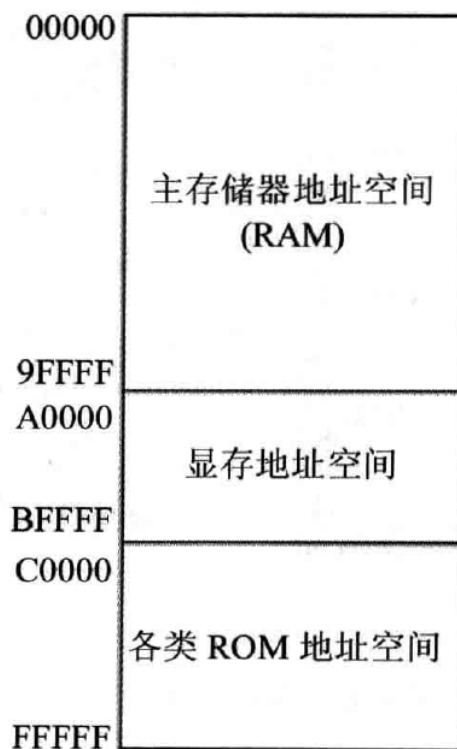 00000
主存储器地址空间
(RAM)
9FFFF
A0000
显存地址空间
BFFFF
C0000
各类 ROM 地址空间
FFFFF